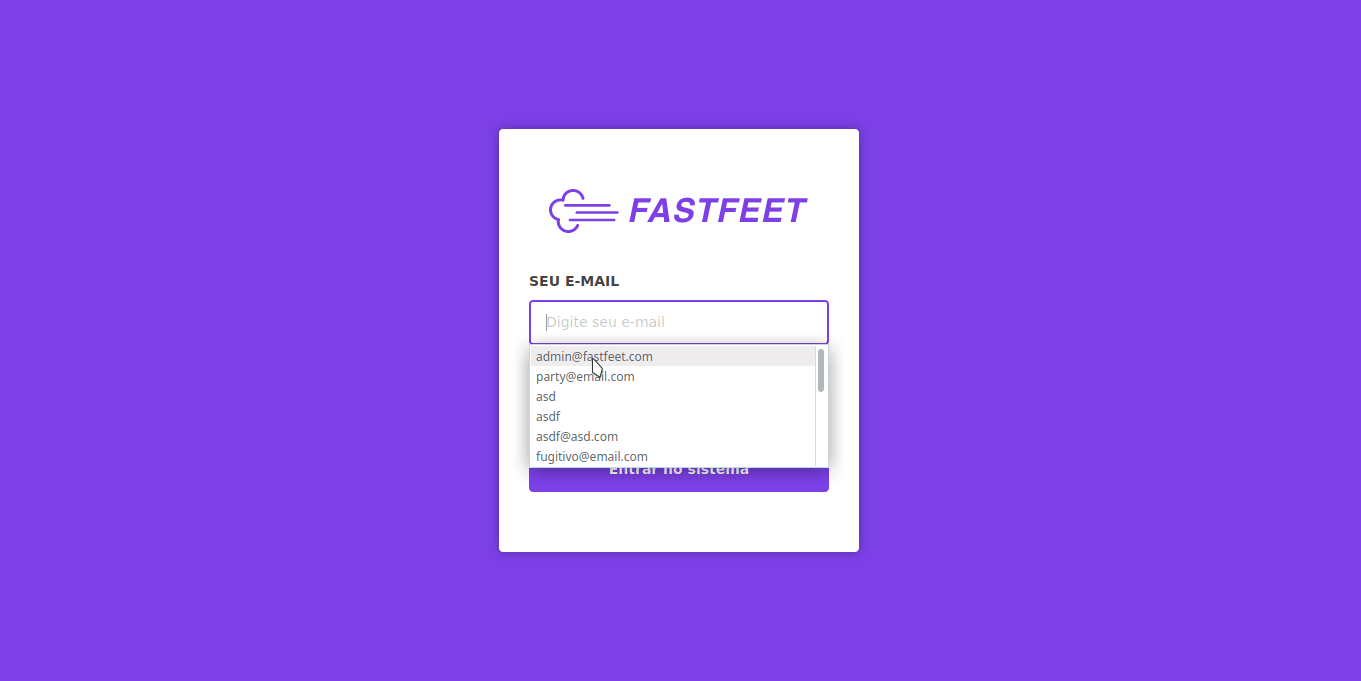 FASTFEET
SEU E-MAIL
Digite seu e-mail
admin@fastfeet.com
party@email.com
asd
asdf
asdf@asd.com
fugitivo@email.com
Entrar no sistema